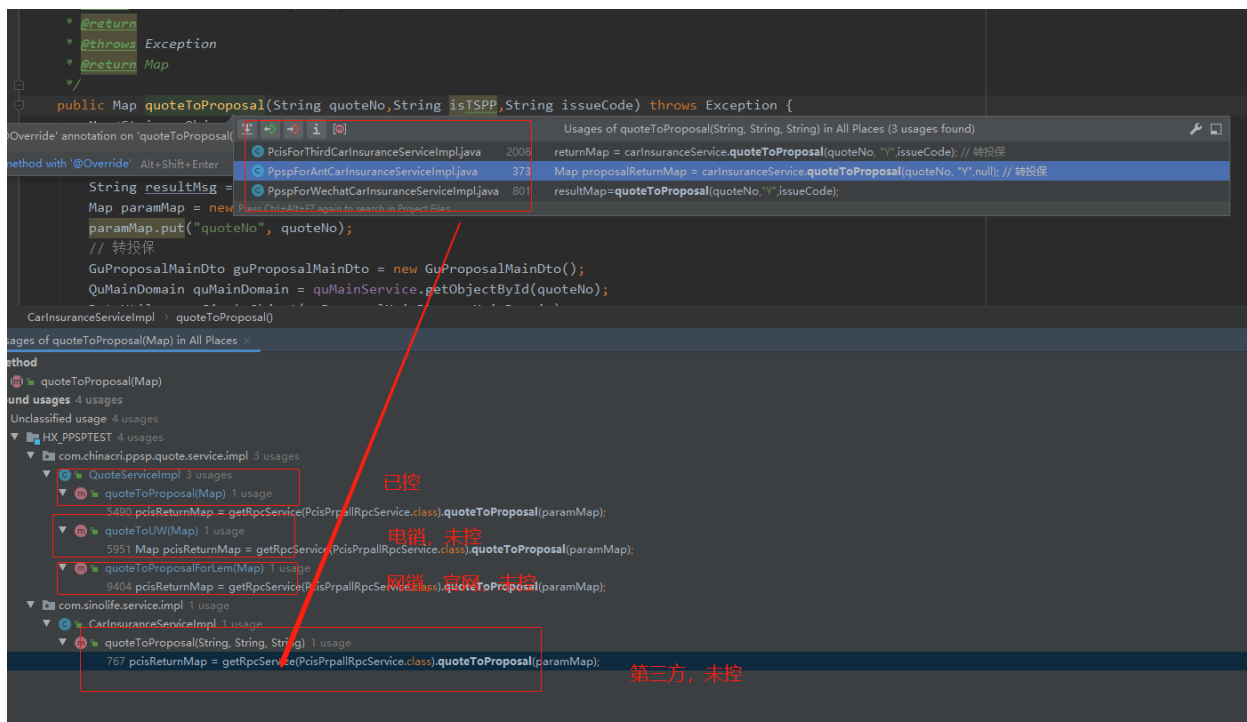 * @return
* @throws Exception
* @return Map
*/
public Map quoteToProposal(String quoteNo,String isTSPP,String issueCode) throws Exception {
Override' annotation on 'quoteToProposal(
Usages of quoteToProposal(String, String, String) in All Places (3 usages found)
method with '@Override' Alt+Shift+Enter
PcisForThirdCarInsuranceServiceImpl.java 2008 returnMap = carInsuranceService.quoteToProposal(quoteNo, "Y",issueCode); // 转投保
PpspForAntCarInsuranceServiceImpl.java 373 Map proposalReturnMap = carInsuranceService.quoteToProposal(quoteNo, "Y",null); // 转投保
PpspForWechatCarInsuranceServiceImpl.java 801 resultMap=quoteToProposal(quoteNo,"Y",issueCode);
Press Ctrl+Alt+F7 again to search in Project Files
String resultMsg =
Map paramMap = new
paramMap.put("quoteNo", quoteNo);
// 转投保
GuProposalMainDto guProposalMainDto = new GuProposalMainDto();
QuMainDomain quMainDomain = quMainService.getObjectById(quoteNo);
CarInsuranceServiceImpl › quoteToProposal()
sages of quoteToProposal(Map) in All Places ×
ethod
quoteToProposal(Map)
und usages 4 usages
Unclassified usage 4 usages
HX_PPSPTEST 4 usages
com.chinacri.ppsp.quote.service.impl 3 usages
QuoteServiceImpl 3 usages
已控
quoteToProposal(Map) 1 usage
5490 pcisReturnMap = getRpcService(PcisPrpallRpcService.class).quoteToProposal(paramMap);
quoteToUW(Map) 1 usage
电销，未控
5951 Map pcisReturnMap = getRpcService(PcisPrpallRpcService.class).quoteToProposal(paramMap);
quoteToProposalForLem(Map) 1 usage
网销，官网，未控
9404 pcisReturnMap = getRpcService(PcisPrpallRpcService.class).quoteToProposal(paramMap);
com.sinolife.service.impl 1 usage
CarInsuranceServiceImpl 1 usage
quoteToProposal(String, String, String) 1 usage
767 pcisReturnMap = getRpcService(PcisPrpallRpcService.class).quoteToProposal(paramMap);
第三方，未控